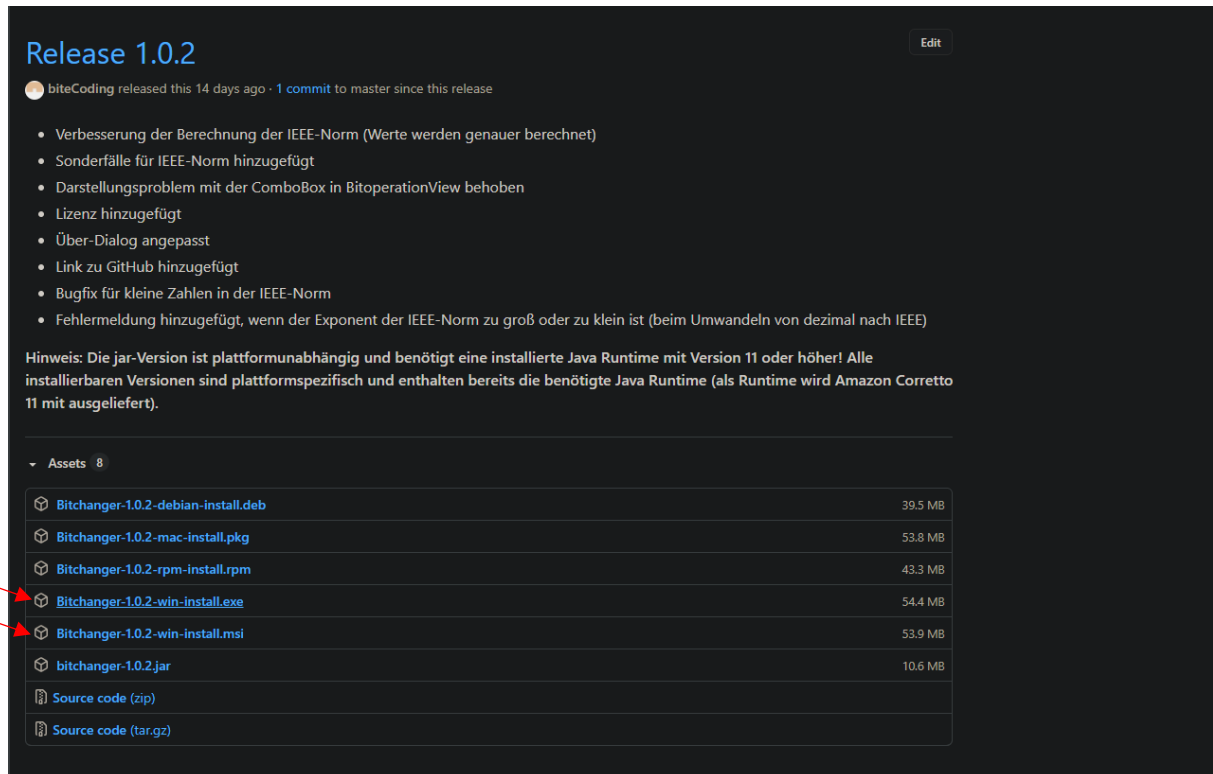 Release 1.0.2
Edit
biteCoding released this 14 days ago · 1 commit to master since this release
• Verbesserung der Berechnung der IEEE-Norm (Werte werden genauer berechnet)
• Sonderfälle für IEEE-Norm hinzugefügt
• Darstellungsproblem mit der ComboBox in BitoperationView behoben
• Lizenz hinzugefügt
• Über-Dialog angepasst
• Link zu GitHub hinzugefügt
• Bugfix für kleine Zahlen in der IEEE-Norm
• Fehlermeldung hinzugefügt, wenn der Exponent der IEEE-Norm zu groß oder zu klein ist (beim Umwandeln von dezimal nach IEEE)
Hinweis: Die jar-Version ist plattformunabhängig und benötigt eine installierte Java Runtime mit Version 11 oder höher! Alle
installierbaren Versionen sind plattformspezifisch und enthalten bereits die benötigte Java Runtime (als Runtime wird Amazon Corretto
11 mit ausgeliefert).
Assets 8
Bitchanger-1.0.2-debian-install.deb 39.5 MB
Bitchanger-1.0.2-mac-install.pkg 53.8 MB
Bitchanger-1.0.2-rpm-install.rpm 43.3 MB
Bitchanger-1.0.2-win-install.exe 54.4 MB
Bitchanger-1.0.2-win-install.msi 53.9 MB
bitchanger-1.0.2.jar 10.6 MB
Source code (zip)
Source code (tar.gz)